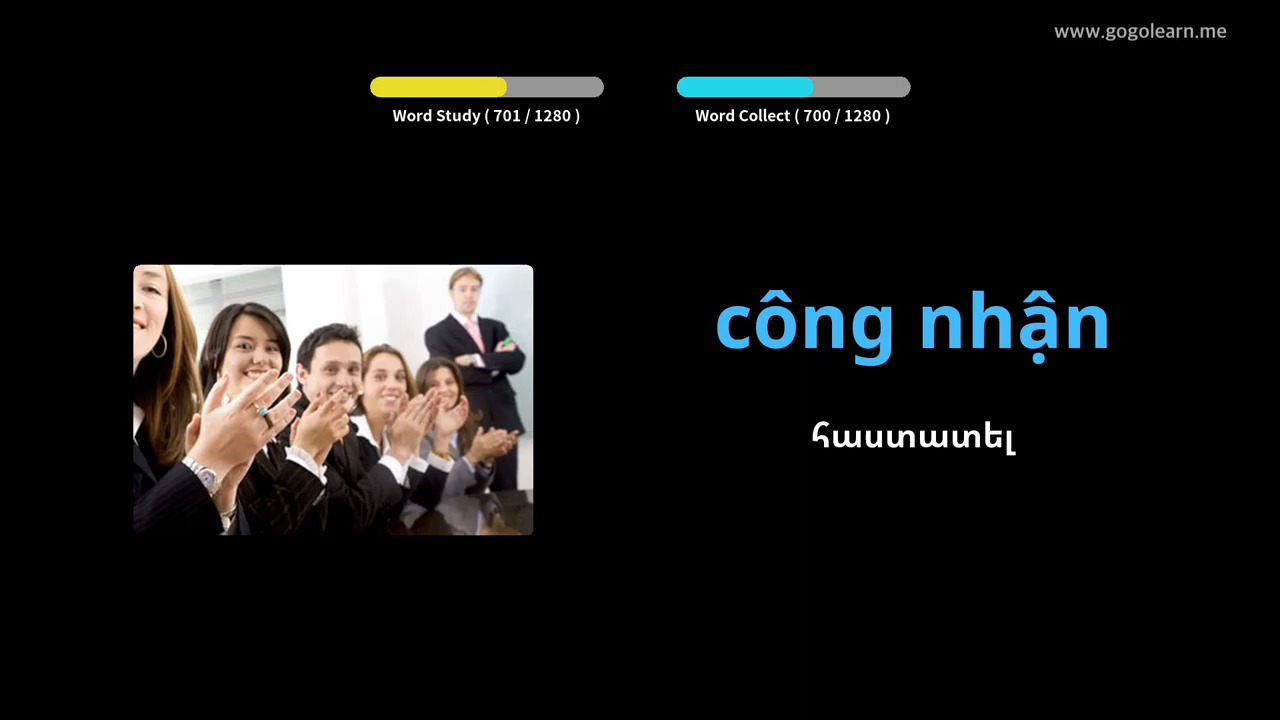 www.gogolearn.me
Word Study ( 701 / 1280 )
Word Collect ( 700 / 1280 )
công nhận
հաստատել